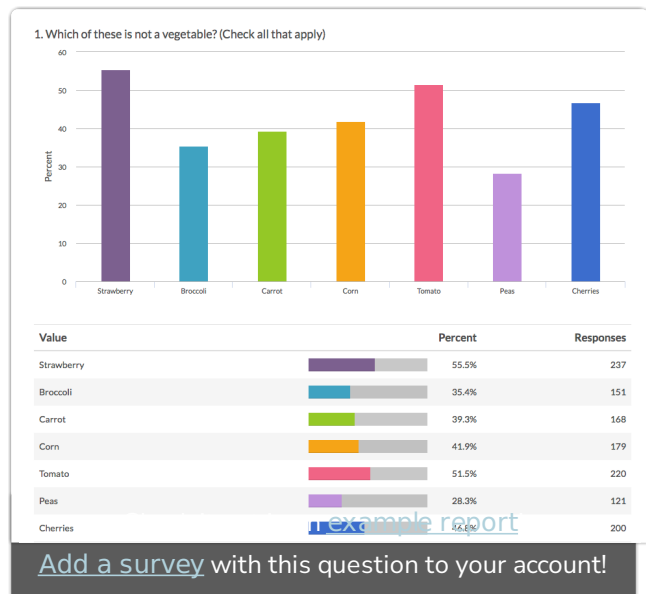 1. Which of these is not a vegetable? (Check all that apply)
60
50
40
30
20
10
0
Percent
Strawberry Broccoli Carrot Corn Tomato Peas Cherries
Value Percent Responses
Strawberry 55.5% 237
Broccoli 35.4% 151
Carrot 39.3% 168
Corn 41.9% 179
Tomato 51.5% 220
Peas 28.3% 121
example report
Cherries 46.8% 200
Add a survey with this question to your account!